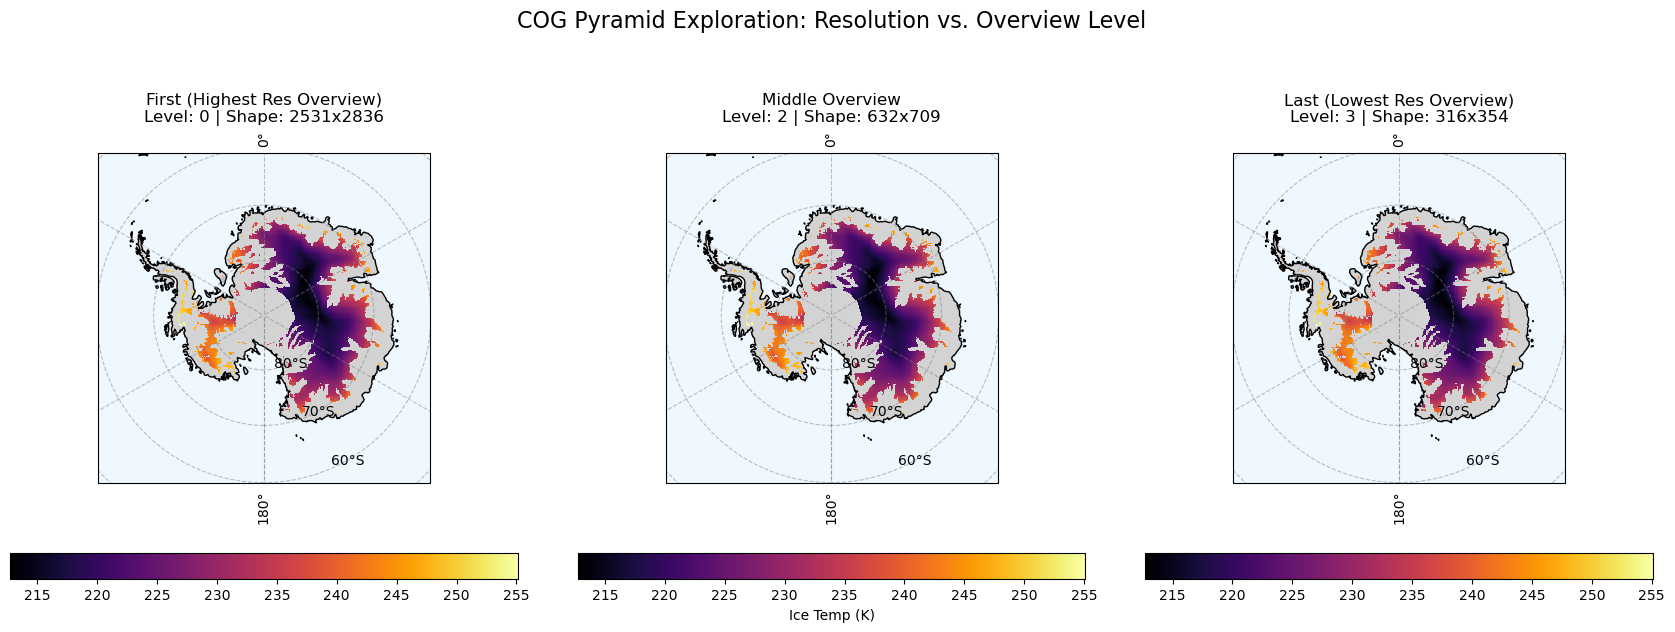 COG Pyramid Exploration: Resolution vs. Overview Level
First (Highest Res Overview)
Level: 0 | Shape: 2531x2836
0°
80°S
70°S
60°S
180°
215 220 225 230 235 240 245 250 255
Middle Overview
Level: 2 | Shape: 632x709
0°
80°S
70°S
60°S
180°
215 220 225 230 235 240 245 250 255
Ice Temp (K)
Last (Lowest Res Overview)
Level: 3 | Shape: 316x354
0°
80°S
70°S
60°S
180°
215 220 225 230 235 240 245 250 255